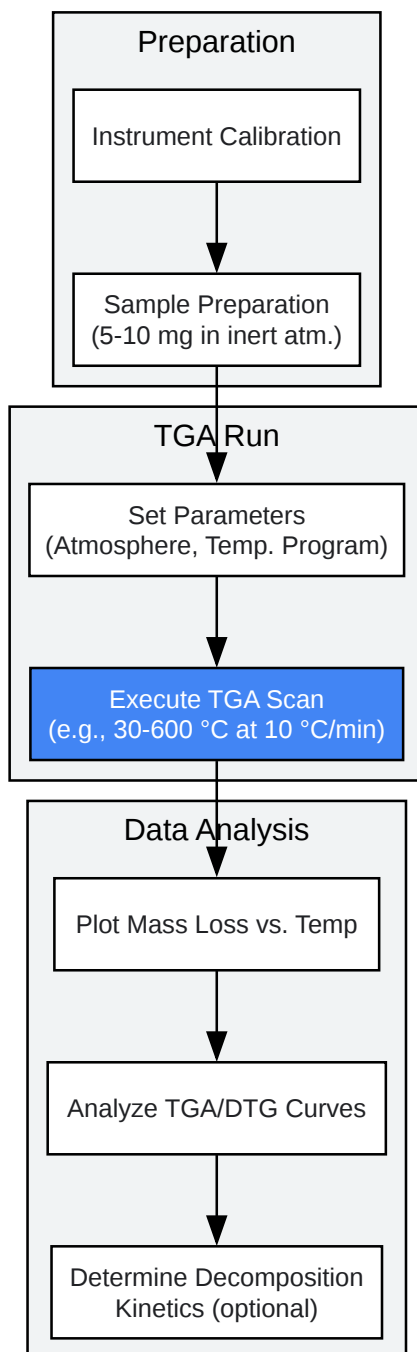 Preparation
Instrument Calibration
Sample Preparation
(5-10 mg in inert atm.)
TGA Run
Set Parameters
(Atmosphere, Temp. Program)
Execute TGA Scan
(e.g., 30-600 °C at 10 °C/min)
Data Analysis
Plot Mass Loss vs. Temp
Analyze TGA/DTG Curves
Determine Decomposition
Kinetics (optional)